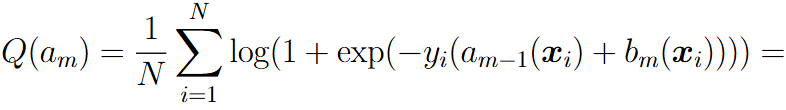 Q(a_m) = \frac{1}{N} \sum_{i=1}^{N} \log(1 + \exp(-y_i(a_{m-1}(\boldsymbol{x}_i) + b_m(\boldsymbol{x}_i)))) =